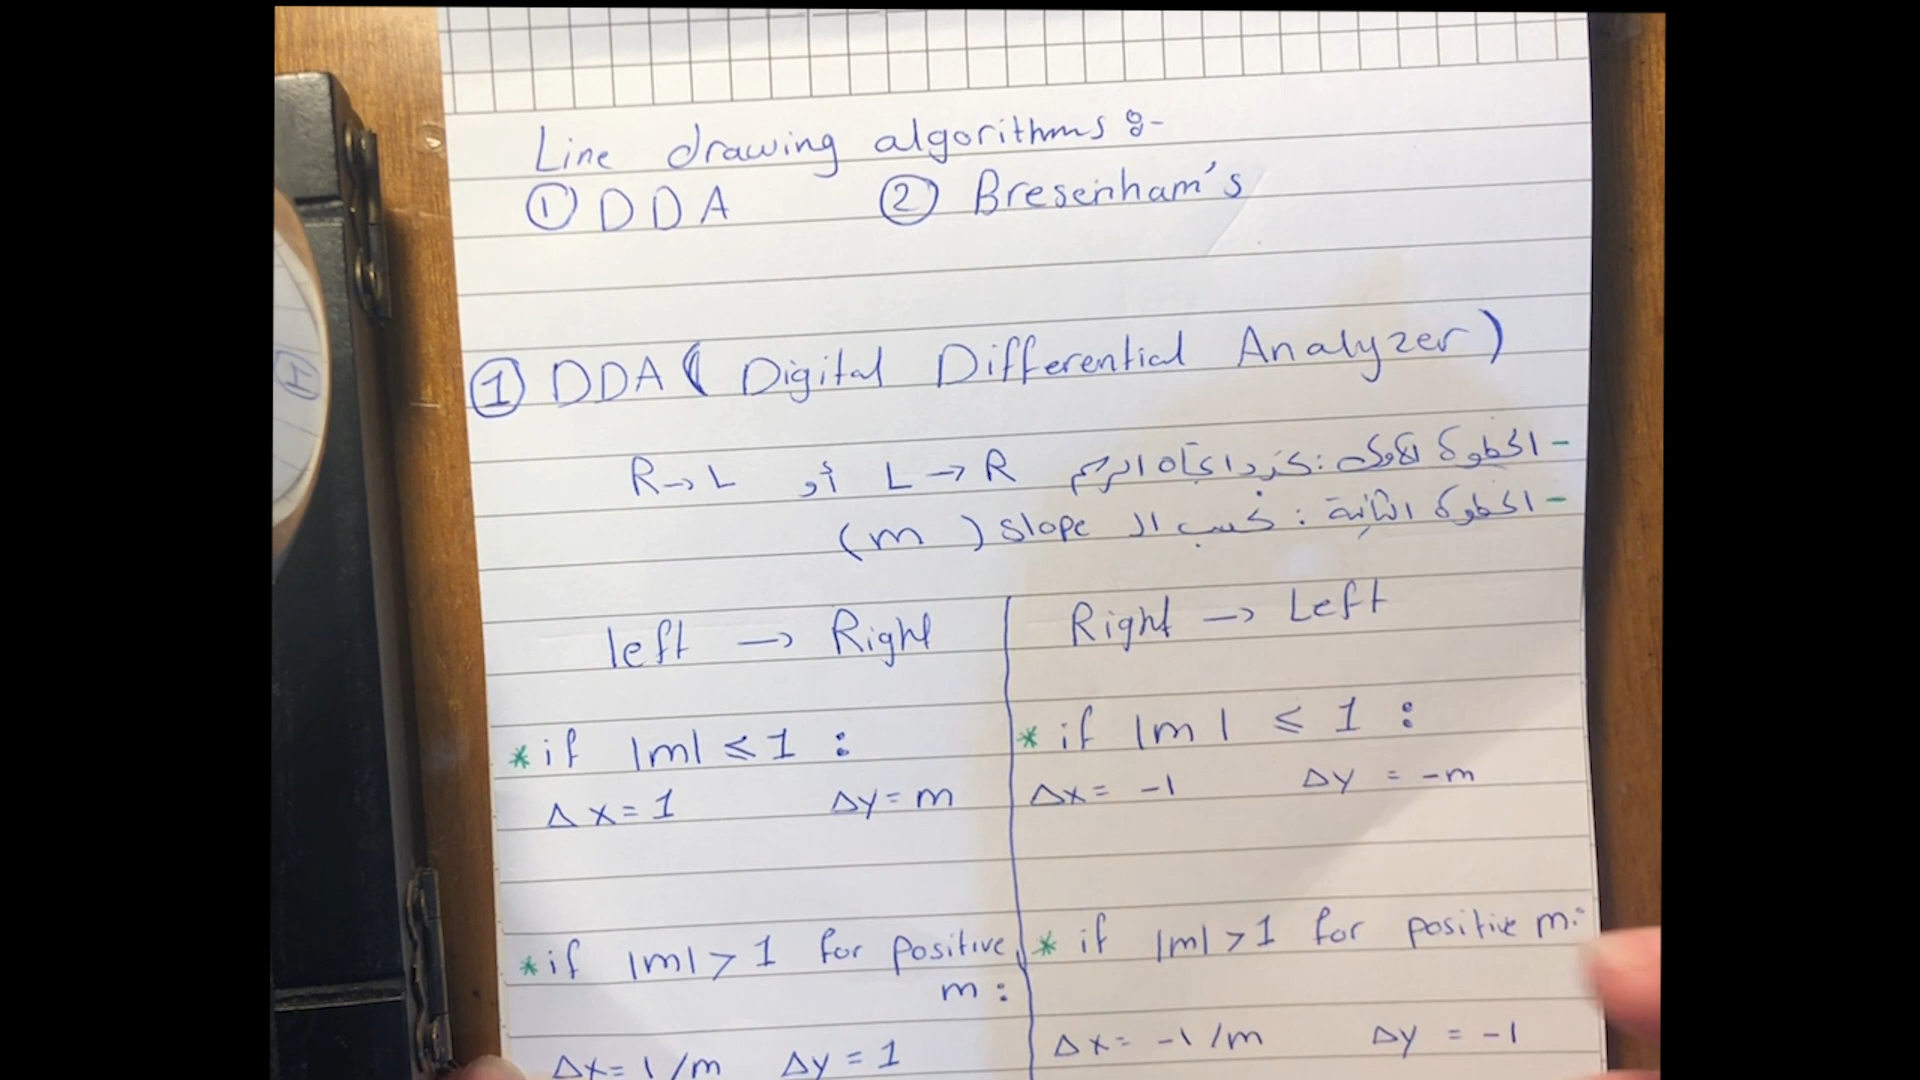 Line drawing algorithms :-
① DDA ② Bresenham's
① DDA ( Digital Differential Analyzer )
- الخطوة الأولى : نحدد اتجاه الرسم L → R أو R → L
- الخطوة الثانية : نحسب الـ slope (m)
left → Right
Right → Left
* if |m| ≤ 1 :
Δx = 1 Δy = m
* if |m| > 1 for positive
m :
Δx = 1/m Δy = 1
* if |m| ≤ 1 :
Δx = -1 Δy = -m
* if |m| > 1 for positive m:
Δx = -1/m Δy = -1